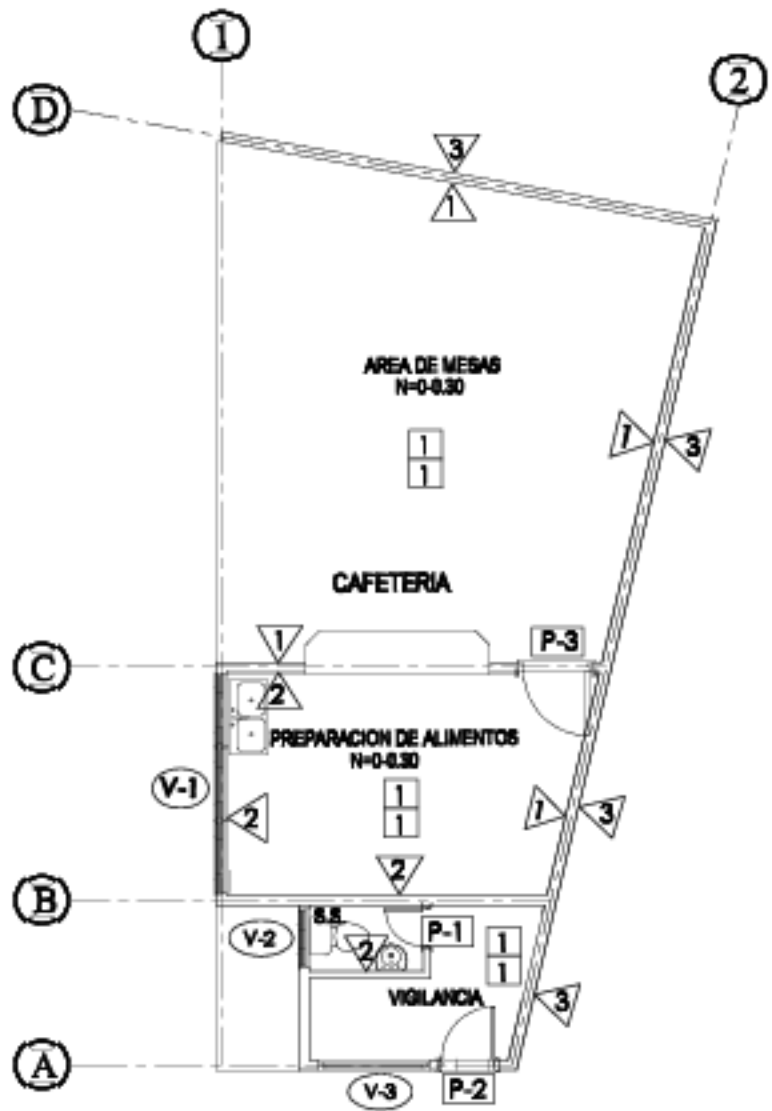 1
2
D
3
1
AREA DE MESAS
N=0-0.30
1
1
1
3
CAFETERIA
C
1
P-3
2
PREPARACION DE ALIMENTOS
N=0-0.30
V-1
1
1
2
1
3
2
B
S.S.
V-2
P-1
2
1
1
VIGILANCIA
3
A
V-3
P-2